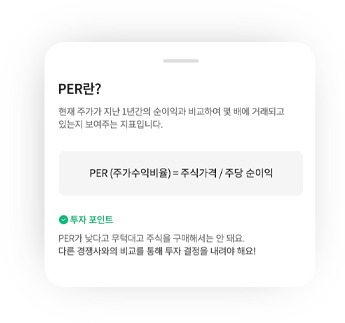 PER란?
현재 주가가 지난 1년간의 순이익과 비교하여 몇 배에 거래되고
있는지 보여주는 지표입니다.
PER (주가수익비율) = 주식가격 / 주당 순이익
투자 포인트
PER가 낮다고 무턱대고 주식을 구매해서는 안 돼요.
다른 경쟁사와의 비교를 통해 투자 결정을 내려야 해요!